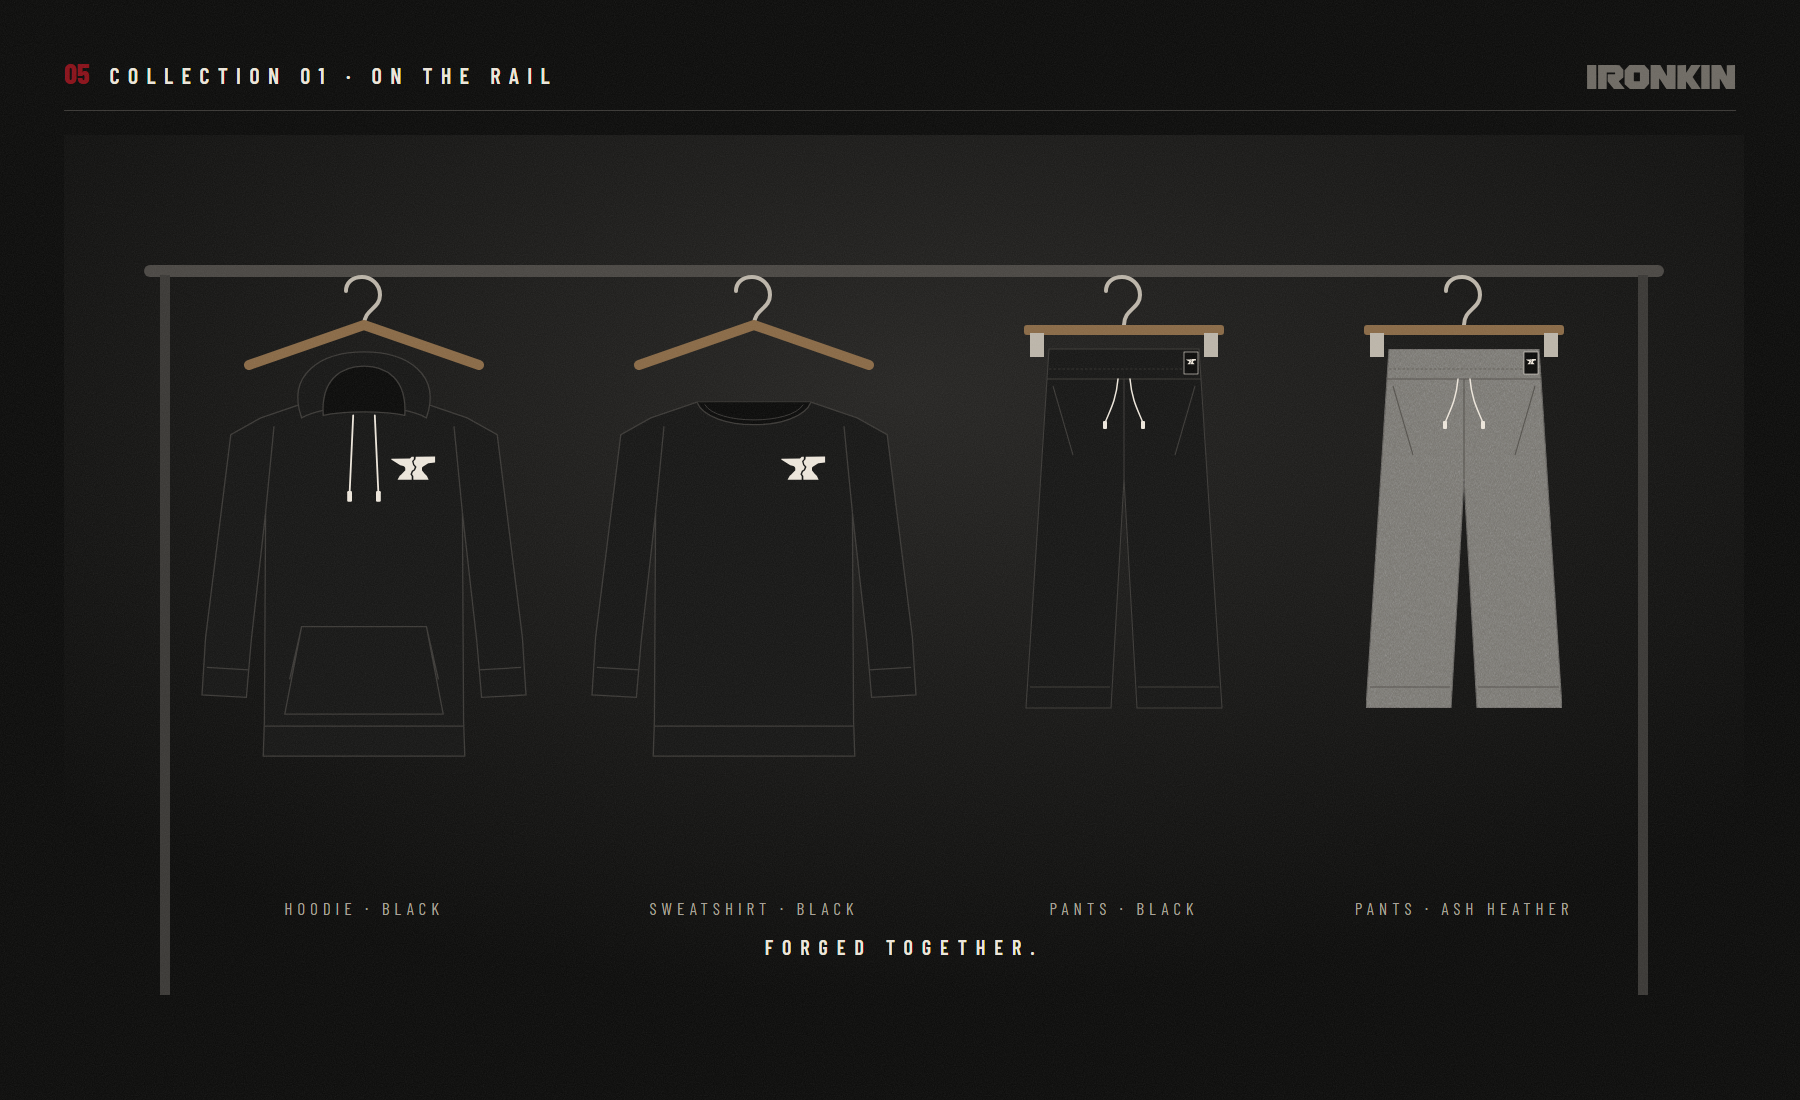 05 COLLECTION 01 · ON THE RAIL
IRONKIN
HOODIE · BLACK
SWEATSHIRT · BLACK
PANTS · BLACK
PANTS · ASH HEATHER
FORGED TOGETHER.